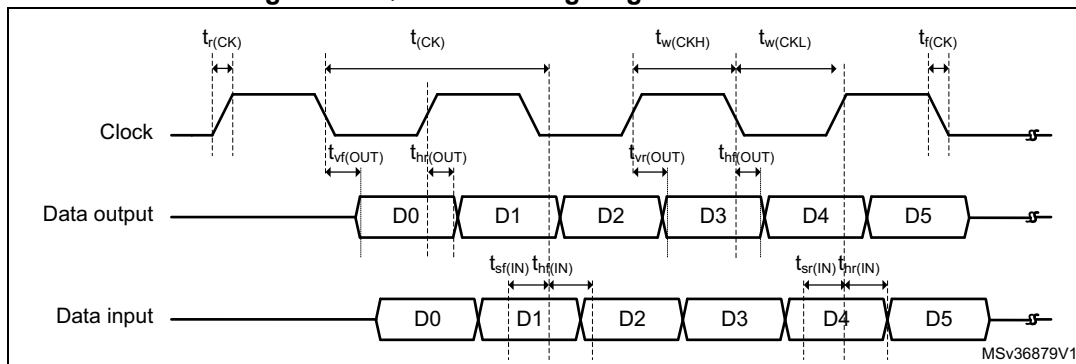 tr(CK) t(CK) tw(CKH) tw(CKL) tf(CK)
Clock
tvf(OUT) thr(OUT) tvr(OUT) thf(OUT)
Data output D0 D1 D2 D3 D4 D5
tsf(IN) thf(IN) tsr(IN) thr(IN)
Data input D0 D1 D2 D3 D4 D5
MSv36879V1